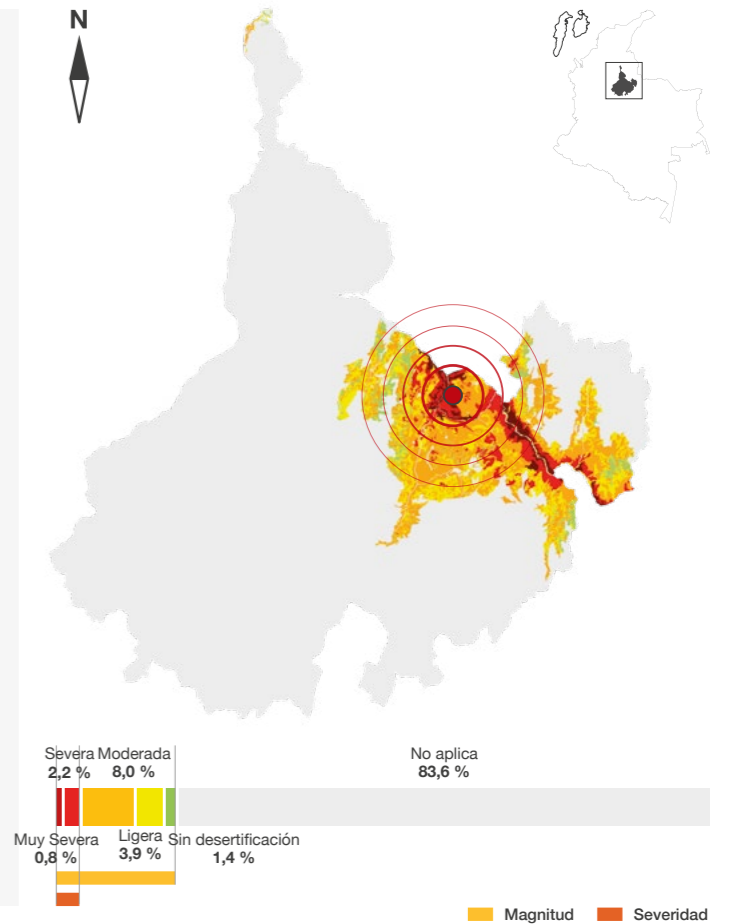 N
Severa Moderada
2,2 % 8,0 %
No aplica
83,6 %
Muy Severa
0,8 %
Ligera
3,9 %
Sin desertificación
1,4 %
Magnitud Severidad